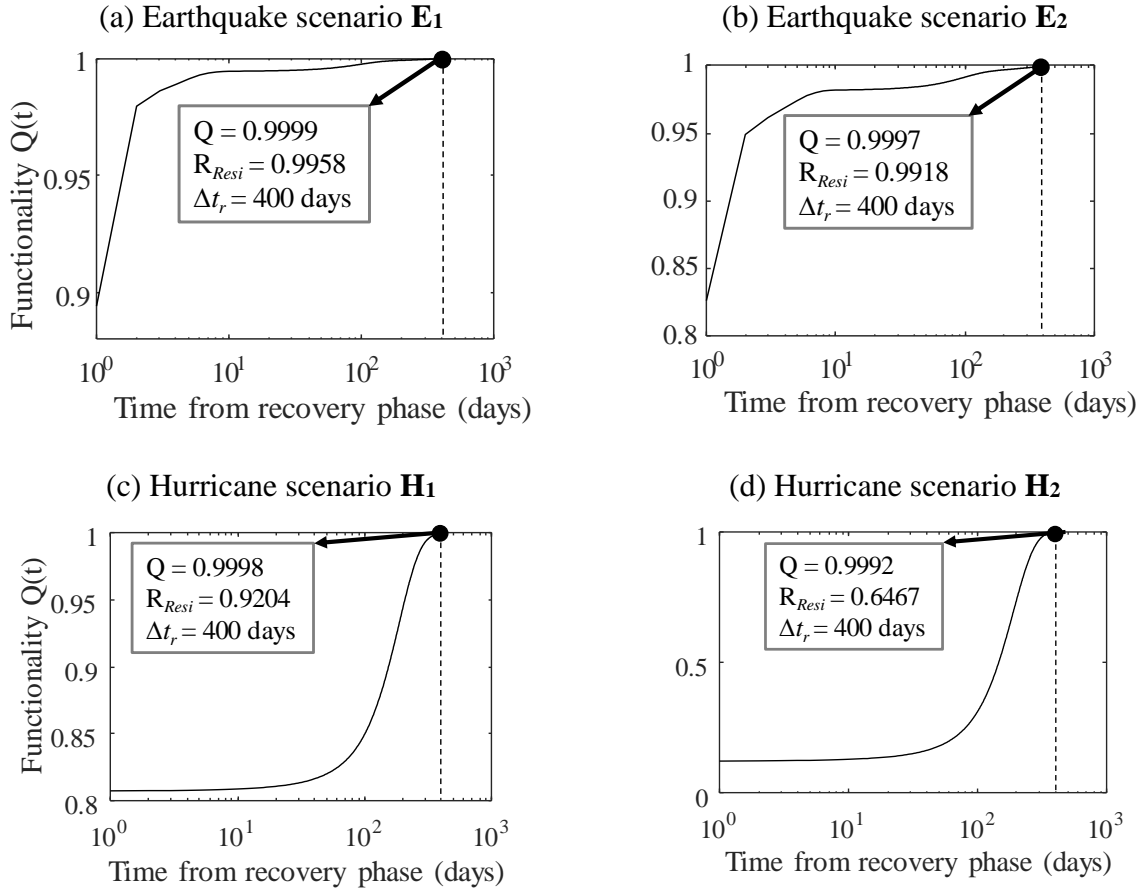 (a) Earthquake scenario E1
1
0.95
0.9
Functionality Q(t)
Q = 0.9999
R_Resi = 0.9958
Δt_r = 400 days
10^0 10^1 10^2 10^3
Time from recovery phase (days)
(b) Earthquake scenario E2
1
0.95
0.9
0.85
0.8
Q = 0.9997
R_Resi = 0.9918
Δt_r = 400 days
10^0 10^1 10^2 10^3
Time from recovery phase (days)
(c) Hurricane scenario H1
1
0.95
0.9
0.85
0.8
Functionality Q(t)
Q = 0.9998
R_Resi = 0.9204
Δt_r = 400 days
10^0 10^1 10^2 10^3
Time from recovery phase (days)
(d) Hurricane scenario H2
1
0.5
0
Q = 0.9992
R_Resi = 0.6467
Δt_r = 400 days
10^0 10^1 10^2 10^3
Time from recovery phase (days)